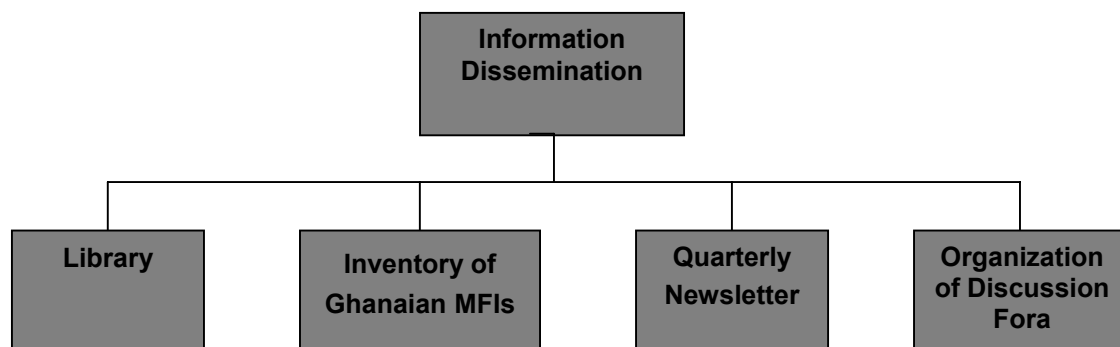 Information
Dissemination
Library
Inventory of
Ghanaian MFIs
Quarterly
Newsletter
Organization
of Discussion
Fora